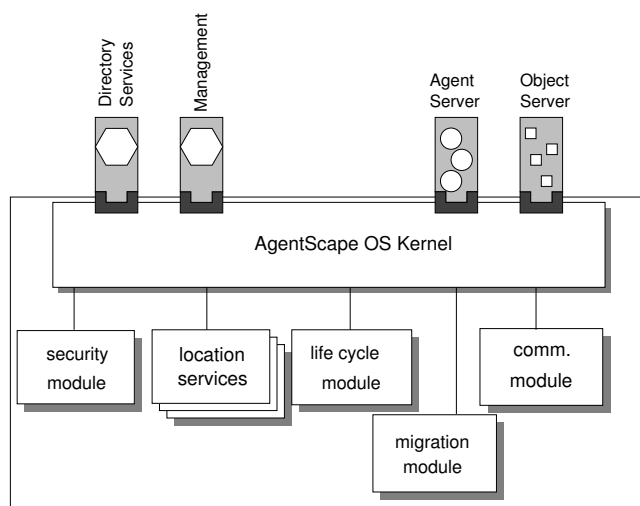 Directory
Services
Management
Agent
Server
Object
Server
AgentScape OS Kernel
security
module
location
services
life cycle
module
comm.
module
migration
module